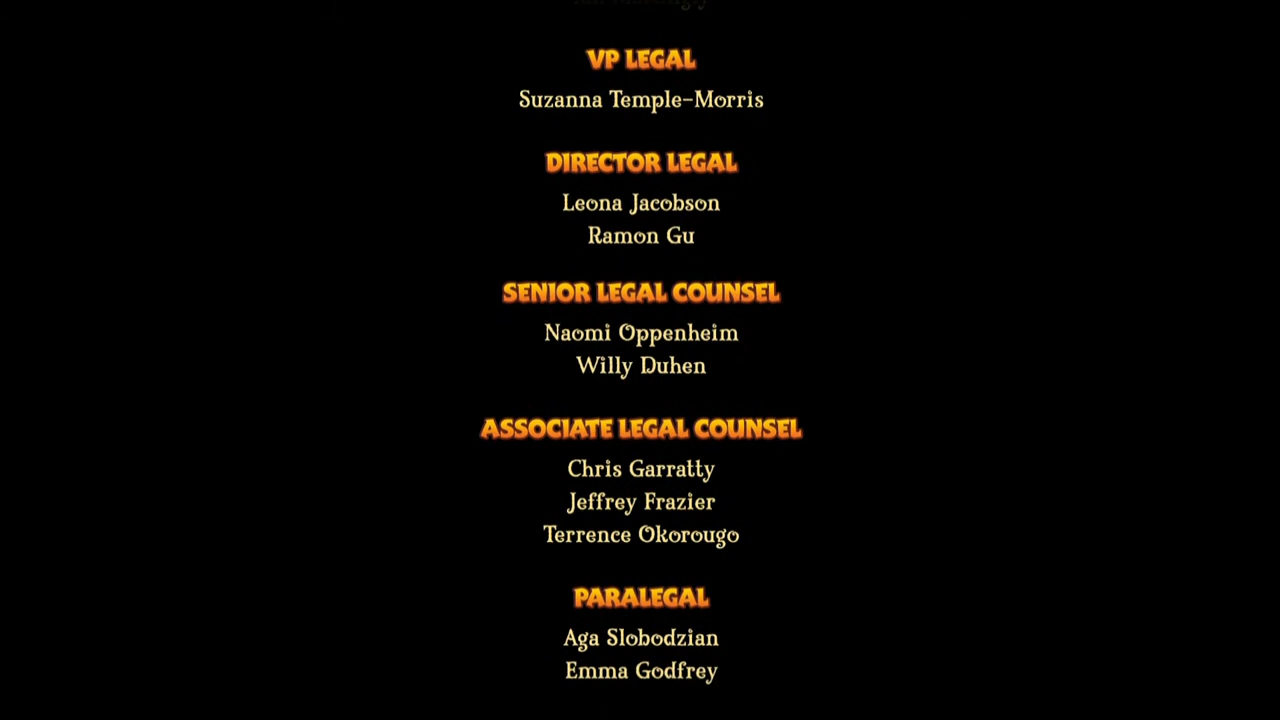 VP LEGAL
Suzanna Temple-Morris
DIRECTOR LEGAL
Leona Jacobson
Ramon Gu
SENIOR LEGAL COUNSEL
Naomi Oppenheim
Willy Duhen
ASSOCIATE LEGAL COUNSEL
Chris Garratty
Jeffrey Frazier
Terrence Okorougo
PARALEGAL
Aga Slobodzian
Emma Godfrey